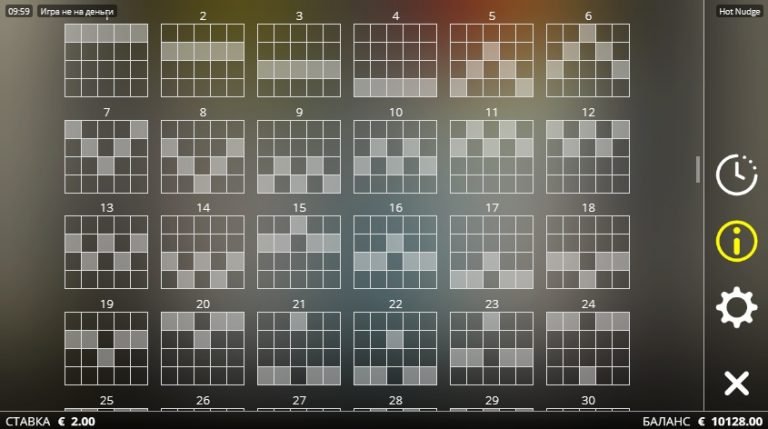 09:59 Игра не на деньги Hot Nudge
1 2 3 4 5 6
7 8 9 10 11 12
13 14 15 16 17 18
19 20 21 22 23 24
25 26 27 28 29 30
СТАВКА € 2.00 БАЛАНС € 10128.00